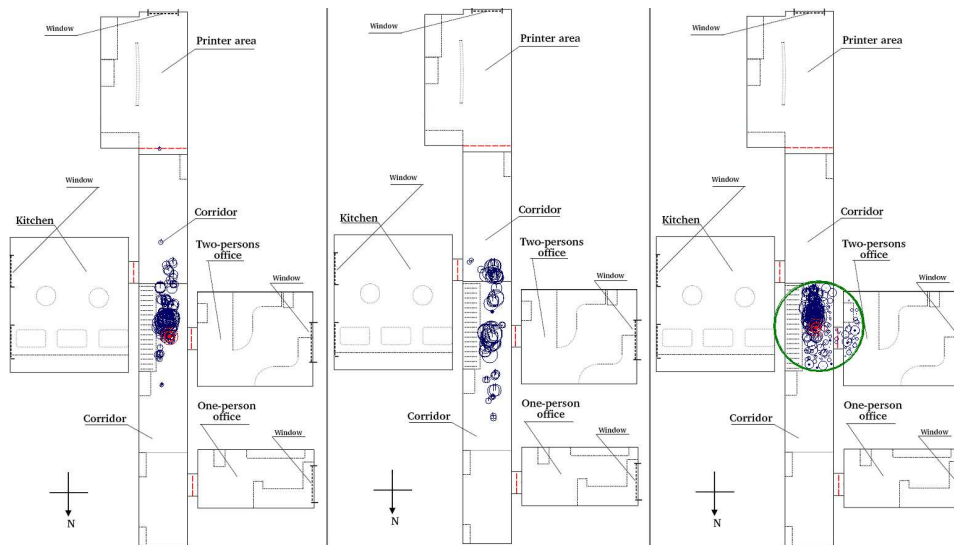 Window
Printer area
Window
Kitchen
Corridor
Two-persons
office
Window
Corridor
One-person
office
Window
N
Window
Printer area
Window
Kitchen
Corridor
Two-persons
office
Window
Corridor
One-person
office
Window
N
Window
Printer area
Window
Kitchen
Corridor
Two-persons
office
Window
Corridor
One-person
office
Window
N